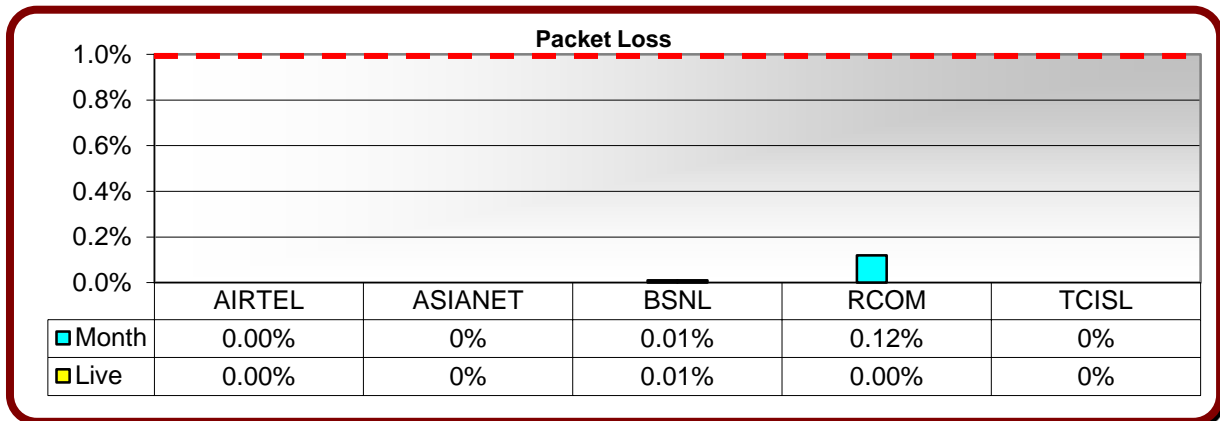 Packet Loss
1.0%
0.8%
0.6%
0.4%
0.2%
0.0%
AIRTEL ASIANET BSNL RCOM TCISL
Month 0.00% 0% 0.01% 0.12% 0%
Live 0.00% 0% 0.01% 0.00% 0%